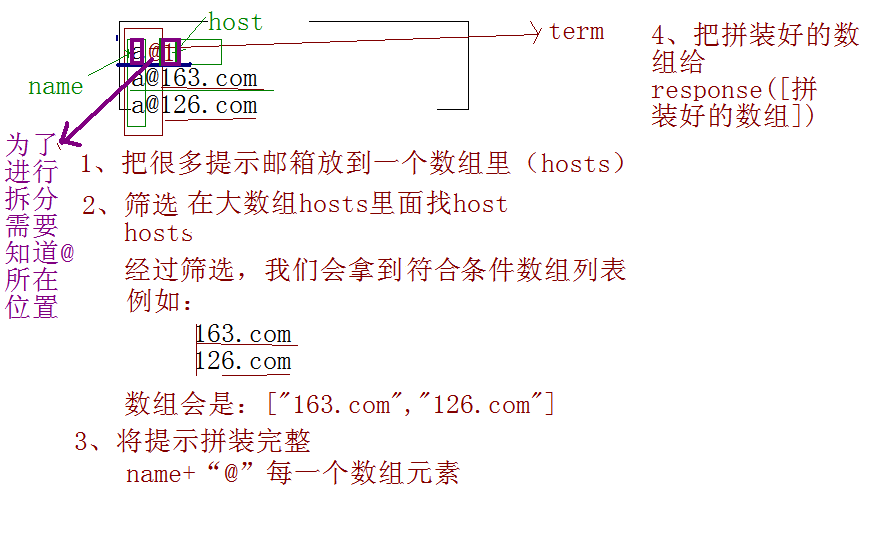 host
term
a@1
name
a@163.com
a@126.com
4、把拼装好的数
组给
response([拼
装好的数组])
为了
进行
拆分
需要
知道@
所在
位置
1、把很多提示邮箱放到一个数组里（hosts）
2、筛选 在大数组hosts里面找host
hosts
经过筛选，我们会拿到符合条件数组列表
例如：
163.com
126.com
数组会是：["163.com","126.com"]
3、将提示拼装完整
name+“@”每一个数组元素